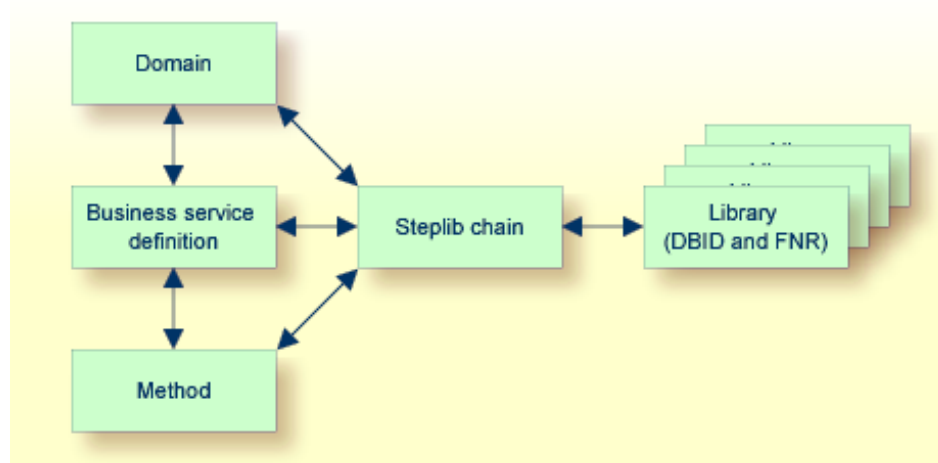 Domain
Business service
definition
Steplib chain
Library
(DBID and FNR)
Method